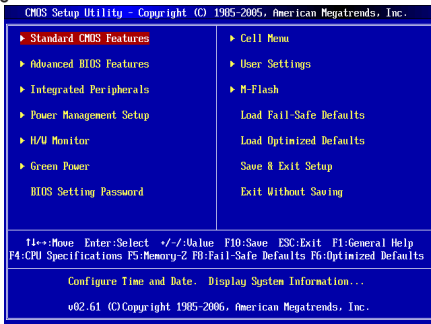 CMOS Setup Utility - Copyright (C) 1985-2005, American Megatrends, Inc.
▶ Standard CMOS Features
▶ Advanced BIOS Features
▶ Integrated Peripherals
▶ Power Management Setup
▶ H/W Monitor
▶ Green Power
BIOS Setting Password
▶ Cell Menu
▶ User Settings
▶ M-Flash
Load Fail-Safe Defaults
Load Optimized Defaults
Save & Exit Setup
Exit Without Saving
↑↓←→:Move Enter:Select +/-/:Value F10:Save ESC:Exit F1:General Help
F4:CPU Specifications F5:Memory-Z F8:Fail-Safe Defaults F6:Optimized Defaults
Configure Time and Date. Display System Information...
v02.61 (C)Copyright 1985-2006, American Megatrends, Inc.